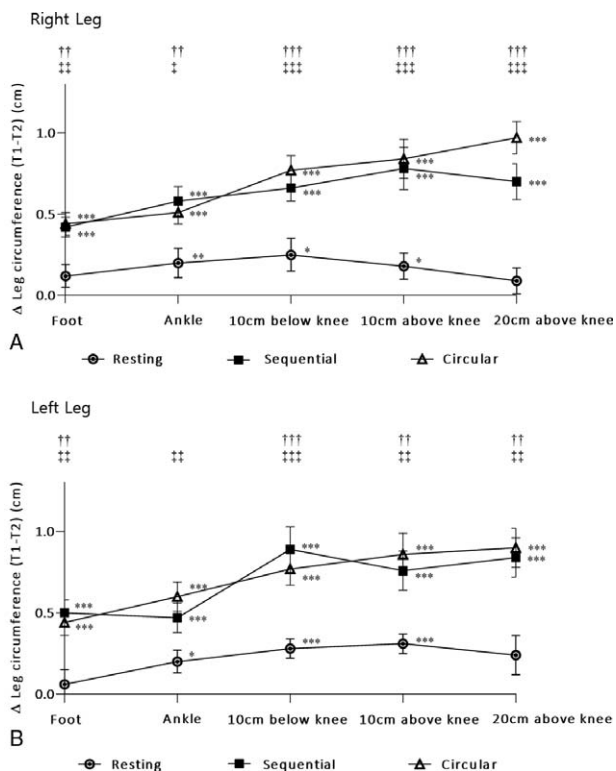 Right Leg
†† †† ††† ††† †††
‡‡ ‡ ‡‡‡ ‡‡‡ ‡‡‡
Δ Leg circumference (T1-T2) (cm)
1.0
0.5
0.0
*** *** *** *** ***
*** *** *** *** ***
** * *
Foot Ankle 10cm below knee 10cm above knee 20cm above knee
A
Resting Sequential Circular
Left Leg
†† ††† †† ††
‡‡ ‡‡ ‡‡‡ ‡‡ ‡‡
Δ Leg circumference (T1-T2) (cm)
1.0
0.5
0.0
*** *** *** *** ***
*** *** *** *** ***
* *** ***
Foot Ankle 10cm below knee 10cm above knee 20cm above knee
B
Resting Sequential Circular